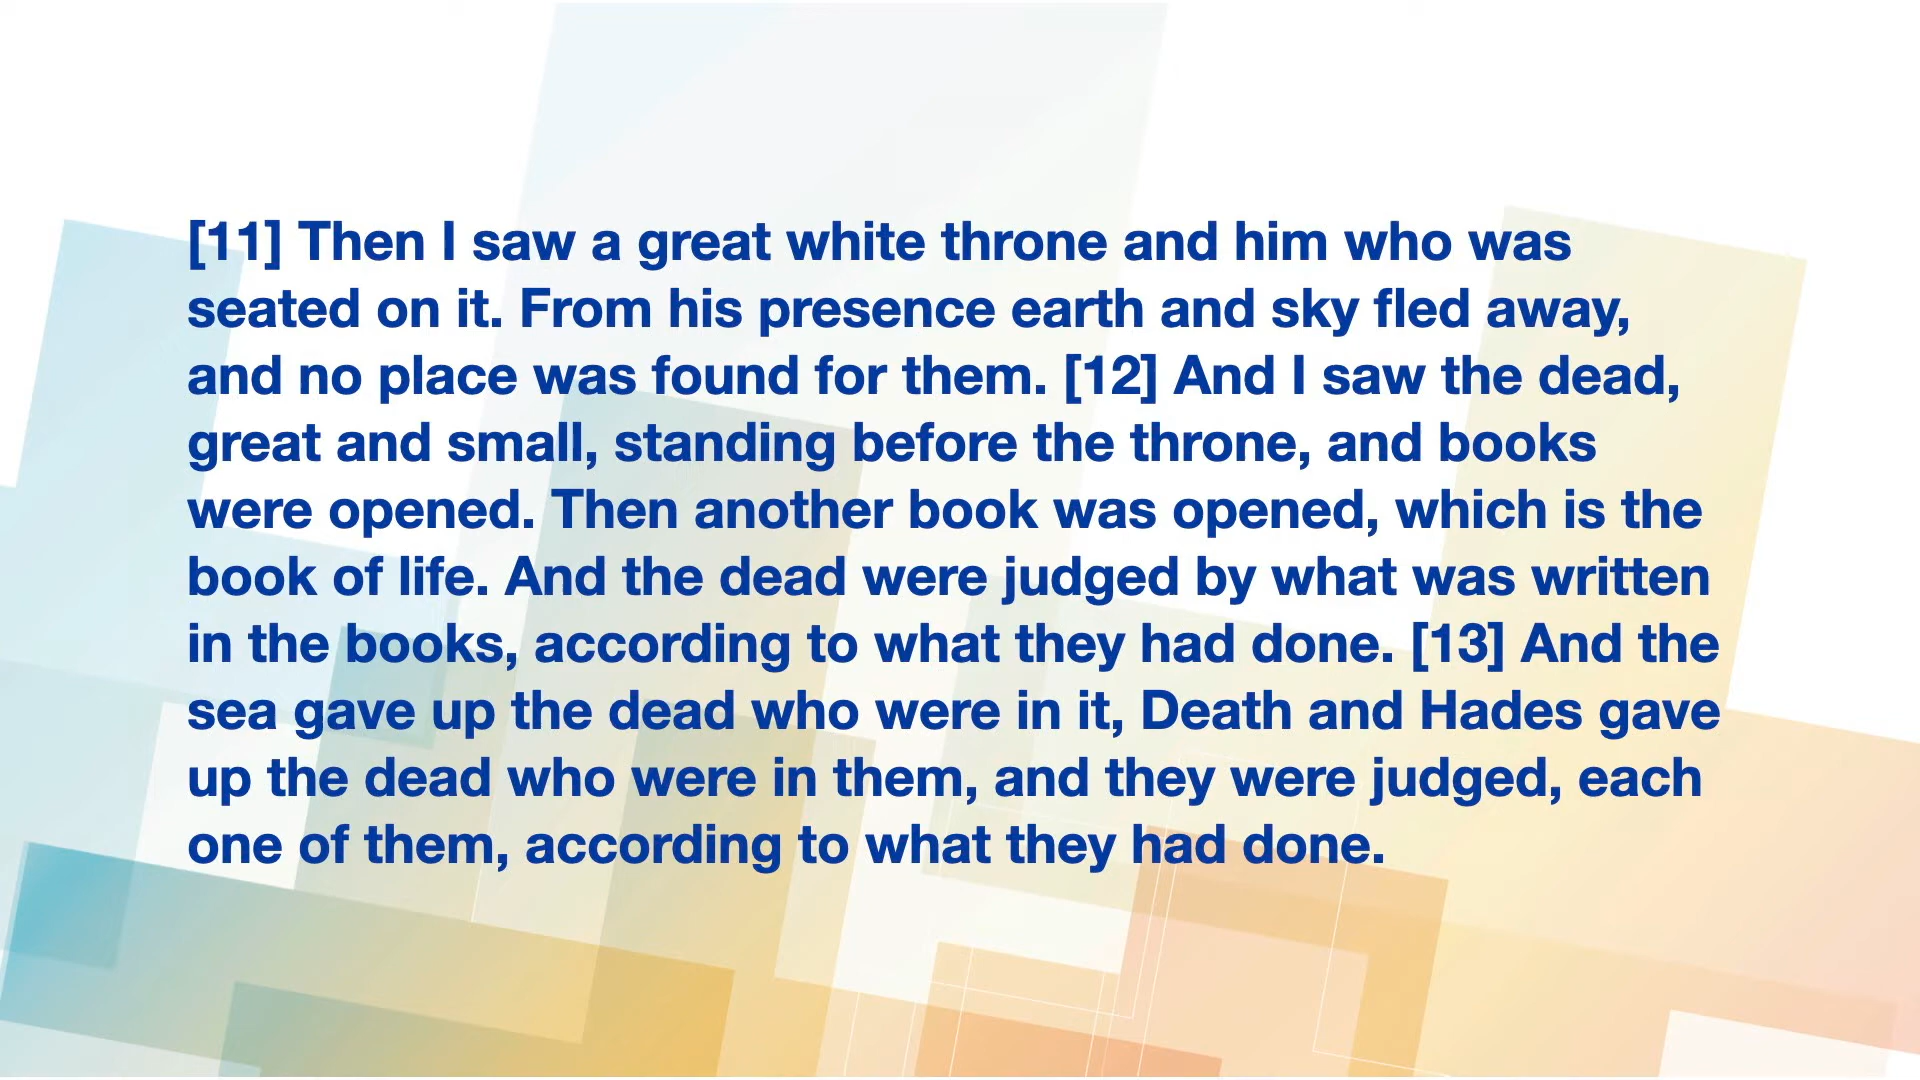 [11] Then I saw a great white throne and him who was
seated on it. From his presence earth and sky fled away,
and no place was found for them. [12] And I saw the dead,
great and small, standing before the throne, and books
were opened. Then another book was opened, which is the
book of life. And the dead were judged by what was written
in the books, according to what they had done. [13] And the
sea gave up the dead who were in it, Death and Hades gave
up the dead who were in them, and they were judged, each
one of them, according to what they had done.